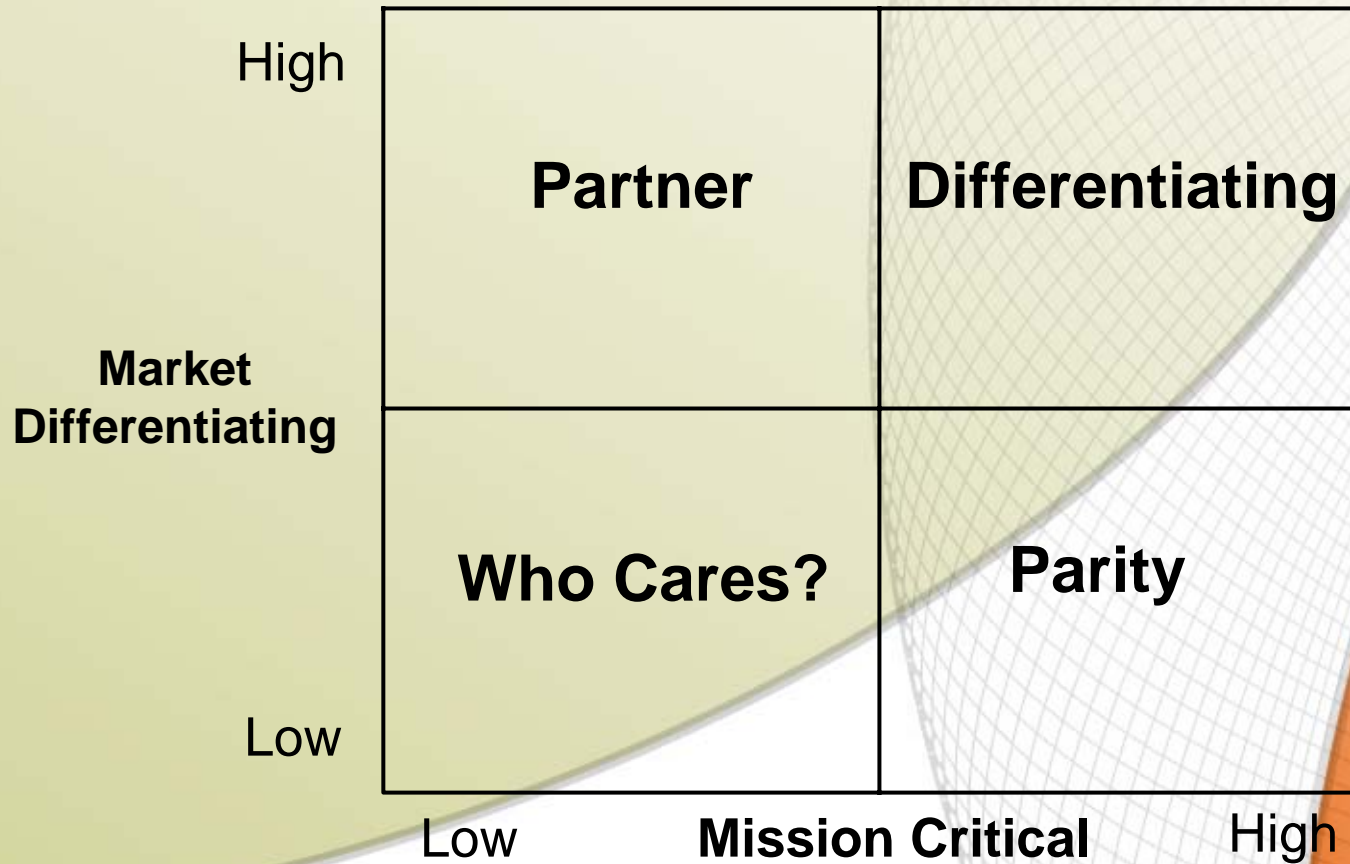 High
Partner
Differentiating
Market
Differentiating
Who Cares?
Parity
Low
Low
Mission Critical
High